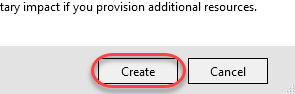 tary impact if you provision additional resources.
Create Cancel